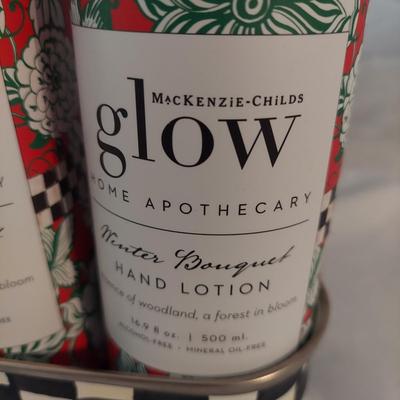 MACKENZIE-CHILDS
glow
HOME APOTHECARY
Winter Bouquet
HAND LOTION
essence of woodland, a forest in bloom
16.9 fl oz. | 500 ml.
ALCOHOL-FREE • MINERAL OIL-FREE
bloom